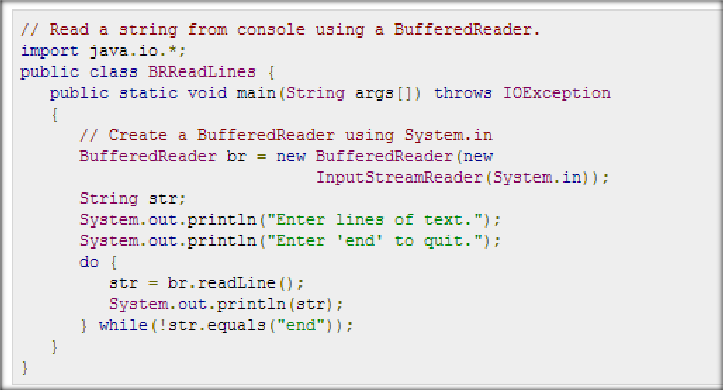 // Read a string from console using a BufferedReader.
import java.io.*;
public class BRReadLines {
   public static void main(String args[]) throws IOException
   {
      // Create a BufferedReader using System.in
      BufferedReader br = new BufferedReader(new
                              InputStreamReader(System.in));
      String str;
      System.out.println("Enter lines of text.");
      System.out.println("Enter 'end' to quit.");
      do {
         str = br.readLine();
         System.out.println(str);
      } while(!str.equals("end"));
   }
}